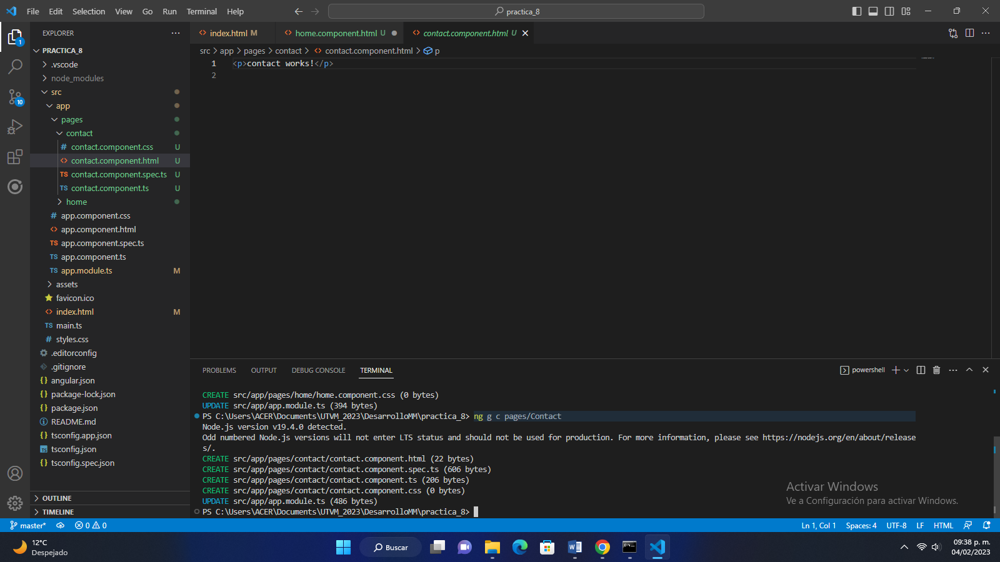 File Edit Selection View Go Run Terminal Help
practica_8
EXPLORER
PRACTICA_8
.vscode
node_modules
src
app
pages
contact
contact.component.css U
contact.component.html U
contact.component.spec.ts U
contact.component.ts U
home
app.component.css
app.component.html
app.component.spec.ts
app.component.ts
app.module.ts M
assets
favicon.ico
index.html M
main.ts
styles.css
.editorconfig
.gitignore
angular.json
package-lock.json
package.json
README.md
tsconfig.app.json
tsconfig.json
tsconfig.spec.json
OUTLINE
TIMELINE
1
10
index.html M
home.component.html U
contact.component.html U
src > app > pages > contact > contact.component.html > p
1 <p>contact works!</p>
2
PROBLEMS OUTPUT DEBUG CONSOLE TERMINAL
powershell
CREATE src/app/pages/home/home.component.css (0 bytes)
UPDATE src/app/app.module.ts (394 bytes)
PS C:\Users\ACER\Documents\UTVM_2023\DesarrolloMM\practica_8> ng g c pages/Contact
Node.js version v19.4.0 detected.
Odd numbered Node.js versions will not enter LTS status and should not be used for production. For more information, please see https://nodejs.org/en/about/release
s/.
CREATE src/app/pages/contact/contact.component.html (22 bytes)
CREATE src/app/pages/contact/contact.component.spec.ts (606 bytes)
CREATE src/app/pages/contact/contact.component.ts (206 bytes)
CREATE src/app/pages/contact/contact.component.css (0 bytes)
UPDATE src/app/app.module.ts (486 bytes)
PS C:\Users\ACER\Documents\UTVM_2023\DesarrolloMM\practica_8>
Activar Windows
Ve a Configuración para activar Windows.
master* 0 0
Ln 1, Col 1 Spaces: 4 UTF-8 LF HTML
12°C
Despejado
Buscar
09:38 p. m.
04/02/2023